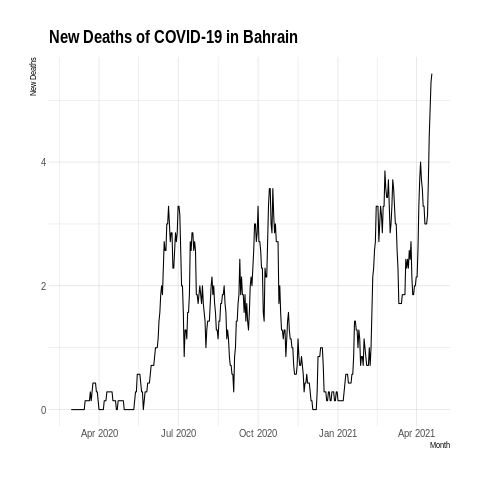 New Deaths of COVID-19 in Bahrain
New Deaths
4
2
0
Apr 2020 Jul 2020 Oct 2020 Jan 2021 Apr 2021
Month